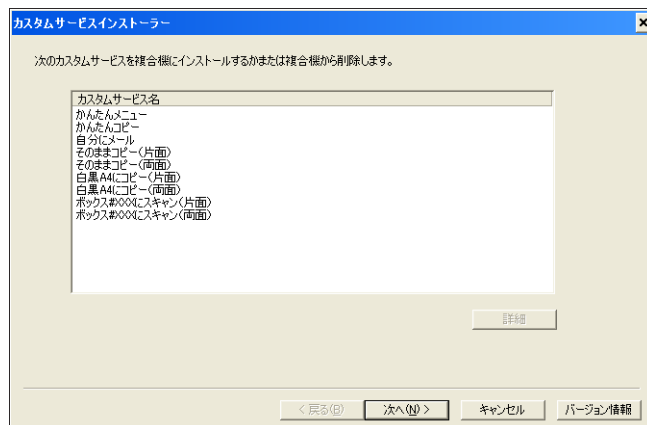 カスタムサービスインストーラー
次のカスタムサービスを複合機にインストールするかまたは複合機から削除します。
カスタムサービス名
かんたんメニュー
かんたんコピー
自分にメール
そのままコピー(片面)
そのままコピー(両面)
白黒A4にコピー(片面)
白黒A4にコピー(両面)
ボックス#XXXにスキャン(片面)
ボックス#XXXにスキャン(両面)
詳細
< 戻る(B)
次へ(N) >
キャンセル
バージョン情報